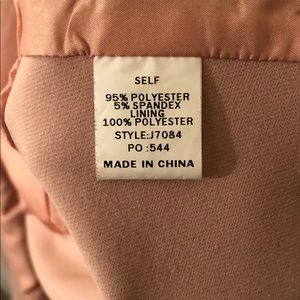 SELF
95% POLYESTER
5% SPANDEX
LINING
100% POLYESTER
STYLE:J7084
PO :544
MADE IN CHINA